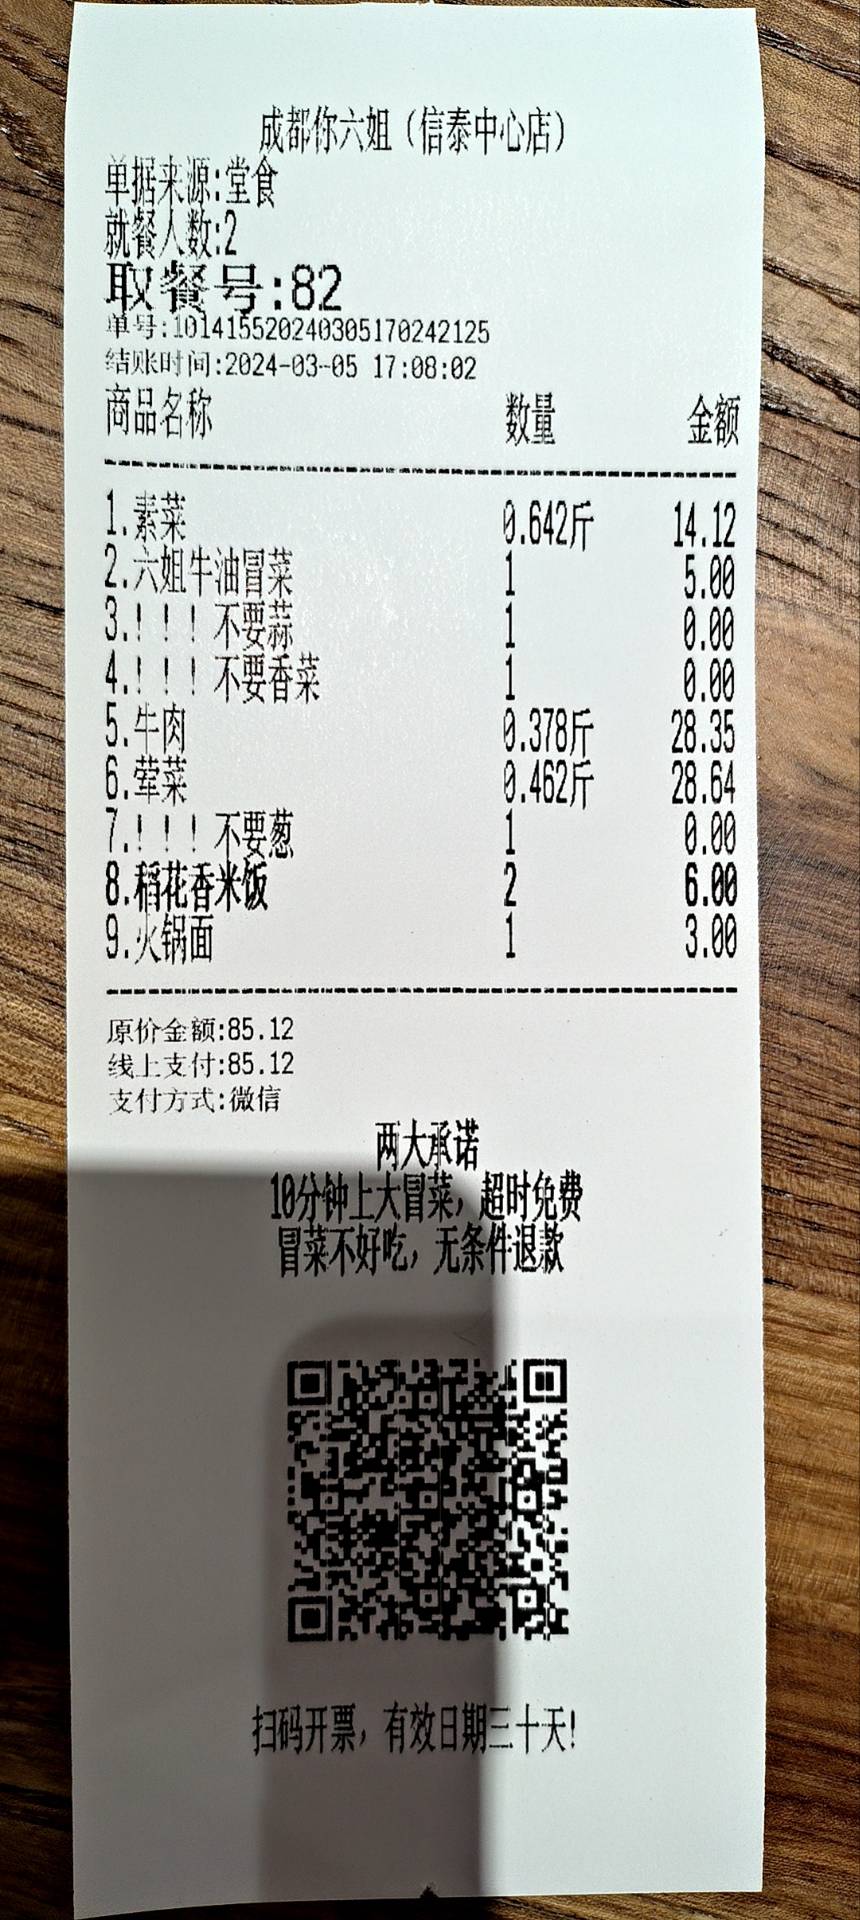 成都你六姐（信泰中心店）
单据来源:堂食
就餐人数:2
取餐号:82
单号:101415520240305170242125
结账时间:2024-03-05 17:08:02
商品名称 数量 金额
1.素菜 0.642斤 14.12
2.六姐牛油冒菜 1 5.00
3.！！！不要蒜 1 0.00
4.！！！不要香菜 1 0.00
5.牛肉 0.378斤 28.35
6.荤菜 0.462斤 28.64
7.！！！不要葱 1 0.00
8.稻花香米饭 2 6.00
9.火锅面 1 3.00
原价金额:85.12
线上支付:85.12
支付方式:微信
两大承诺
10分钟上大冒菜，超时免费
冒菜不好吃，无条件退款
扫码开票，有效日期三十天!